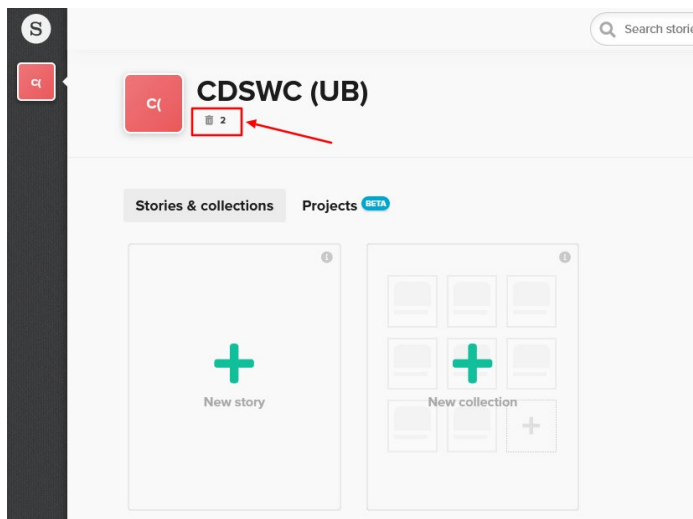 S
Search storie
C(
C(
CDSWC (UB)
2
Stories & collections
Projects BETA
New story
New collection